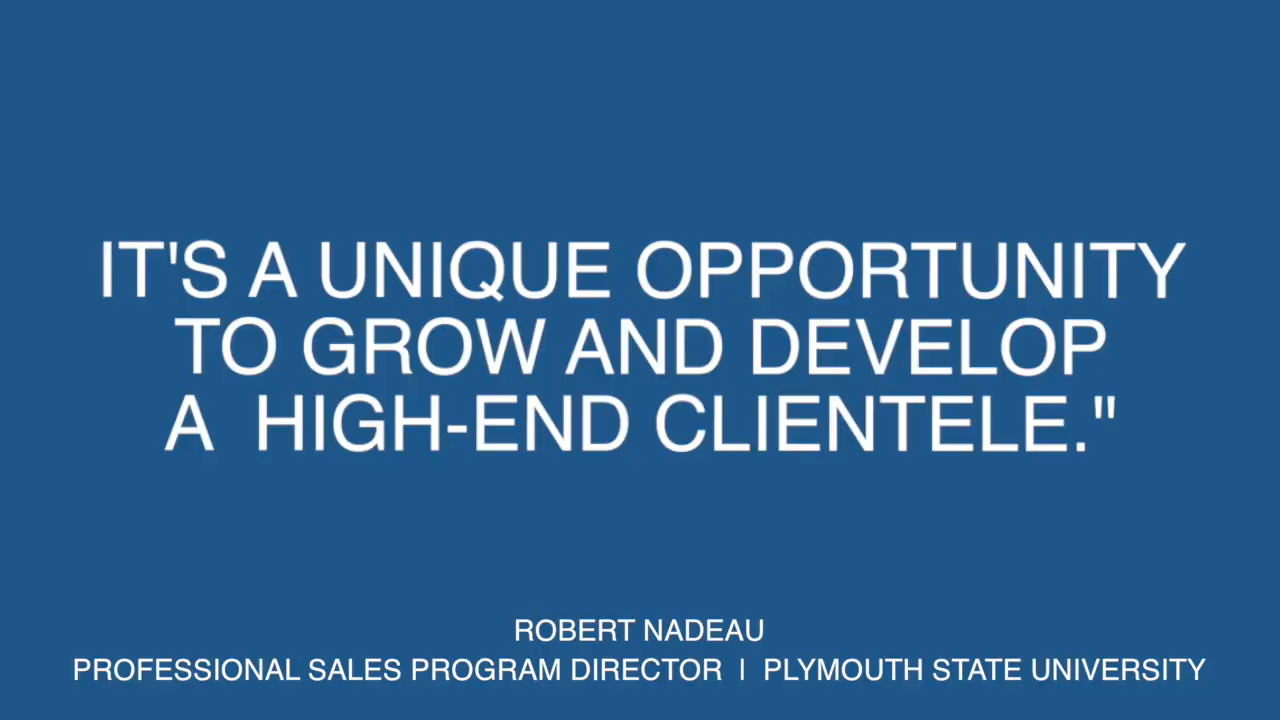 IT'S A UNIQUE OPPORTUNITY
TO GROW AND DEVELOP
A  HIGH-END CLIENTELE."
ROBERT NADEAU
PROFESSIONAL SALES PROGRAM DIRECTOR  |  PLYMOUTH STATE UNIVERSITY